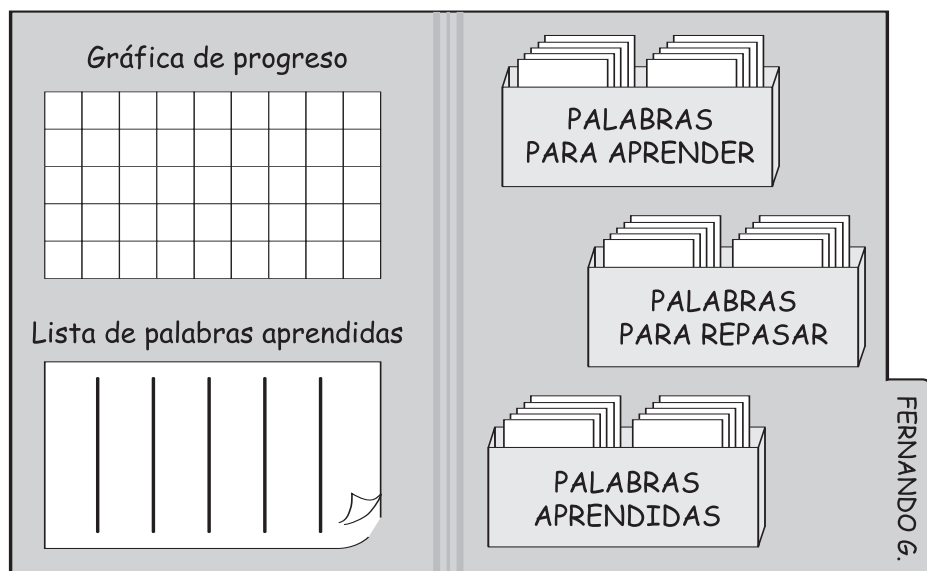 Gráfica de progreso
Lista de palabras aprendidas
PALABRAS
PARA APRENDER
PALABRAS
PARA REPASAR
PALABRAS
APRENDIDAS
FERNANDO G.